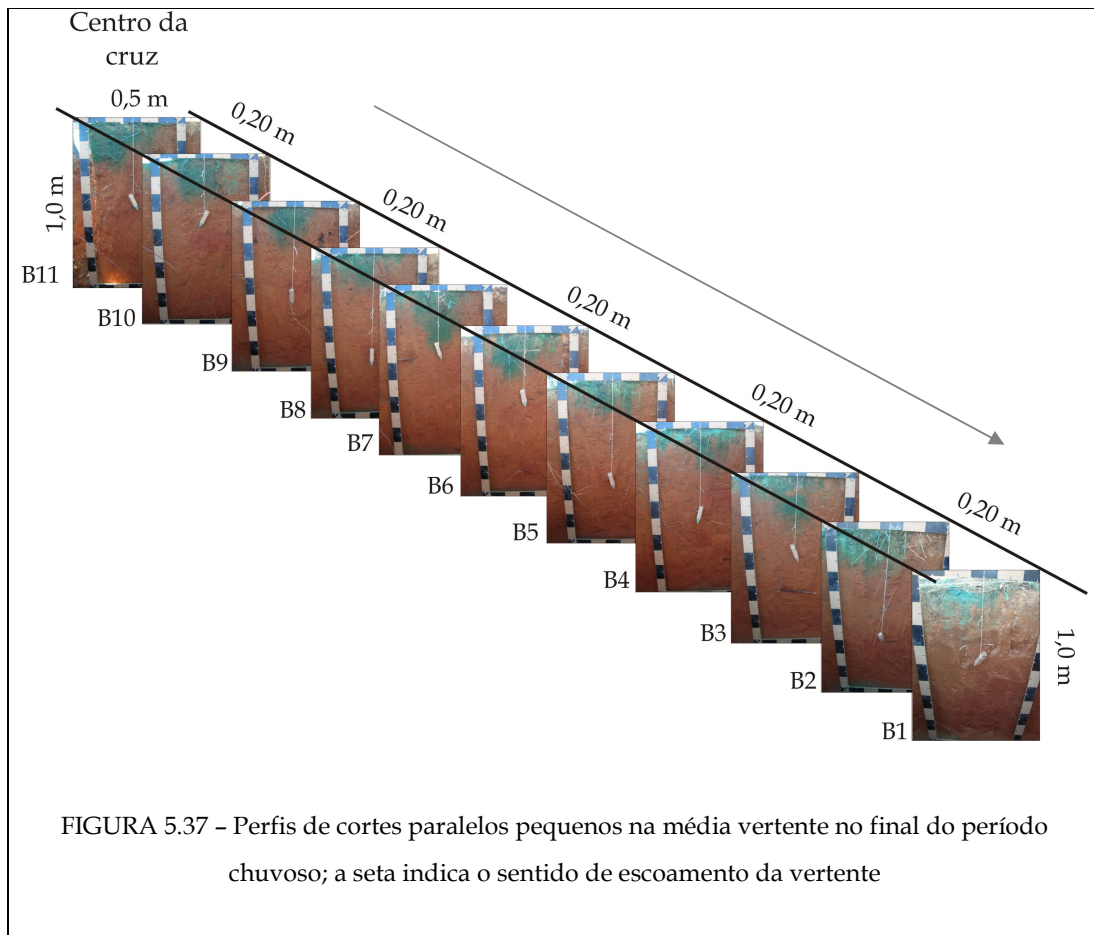 Centro da
cruz
0,5 m
0,20 m
0,20 m
0,20 m
0,20 m
0,20 m
1,0 m
B11
B10
B9
B8
B7
B6
B5
B4
B3
B2
B1
1,0 m
FIGURA 5.37 – Perfis de cortes paralelos pequenos na média vertente no final do período
chuvoso; a seta indica o sentido de escoamento da vertente